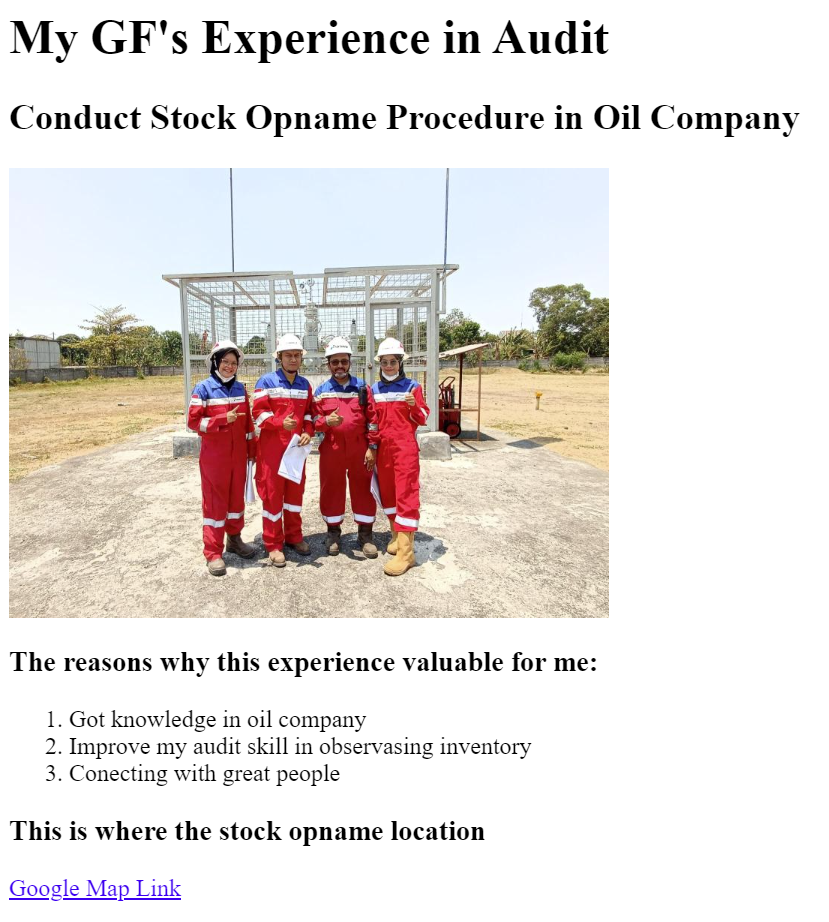 My GF's Experience in Audit
Conduct Stock Opname Procedure in Oil Company
The reasons why this experience valuable for me:
1. Got knowledge in oil company
2. Improve my audit skill in observasing inventory
3. Conecting with great people
This is where the stock opname location
Google Map Link